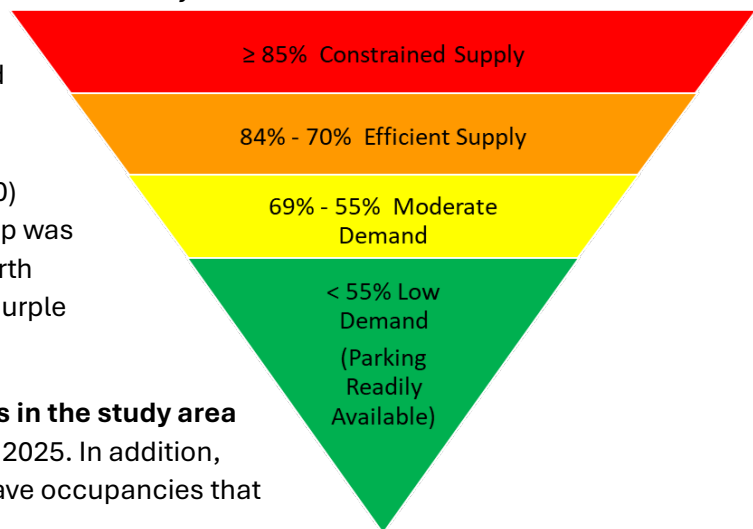 ≥ 85% Constrained Supply
84% - 70% Efficient Supply
69% - 55% Moderate
Demand
< 55% Low
Demand
(Parking
Readily
Available)
0)
p was
rth
urple
s in the study area
2025. In addition,
ave occupancies that